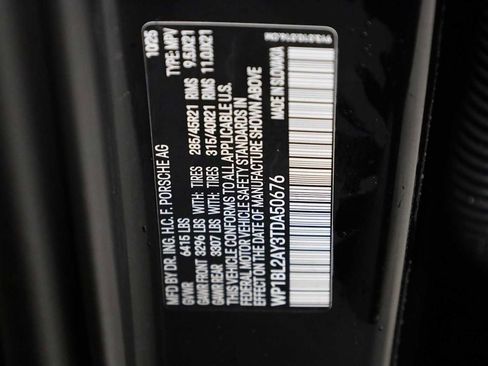 MFD BY DR. ING. H.C. F. PORSCHE AG 10/25
GVWR 6415 LBS TYPE: MPV
GAWR FRONT 3296 LBS WITH: TIRES 285/45R21 RIMS 9.5JX21
GAWR REAR 3807 LBS WITH: TIRES 315/40R21 RIMS 11.0JX21
THIS VEHICLE CONFORMS TO ALL APPLICABLE U.S.
FEDERAL MOTOR VEHICLE SAFETY STANDARDS IN
EFFECT ON THE DATE OF MANUFACTURE SHOWN ABOVE
WP1BL2AY3TDA50676 MADE IN SLOVAKIA